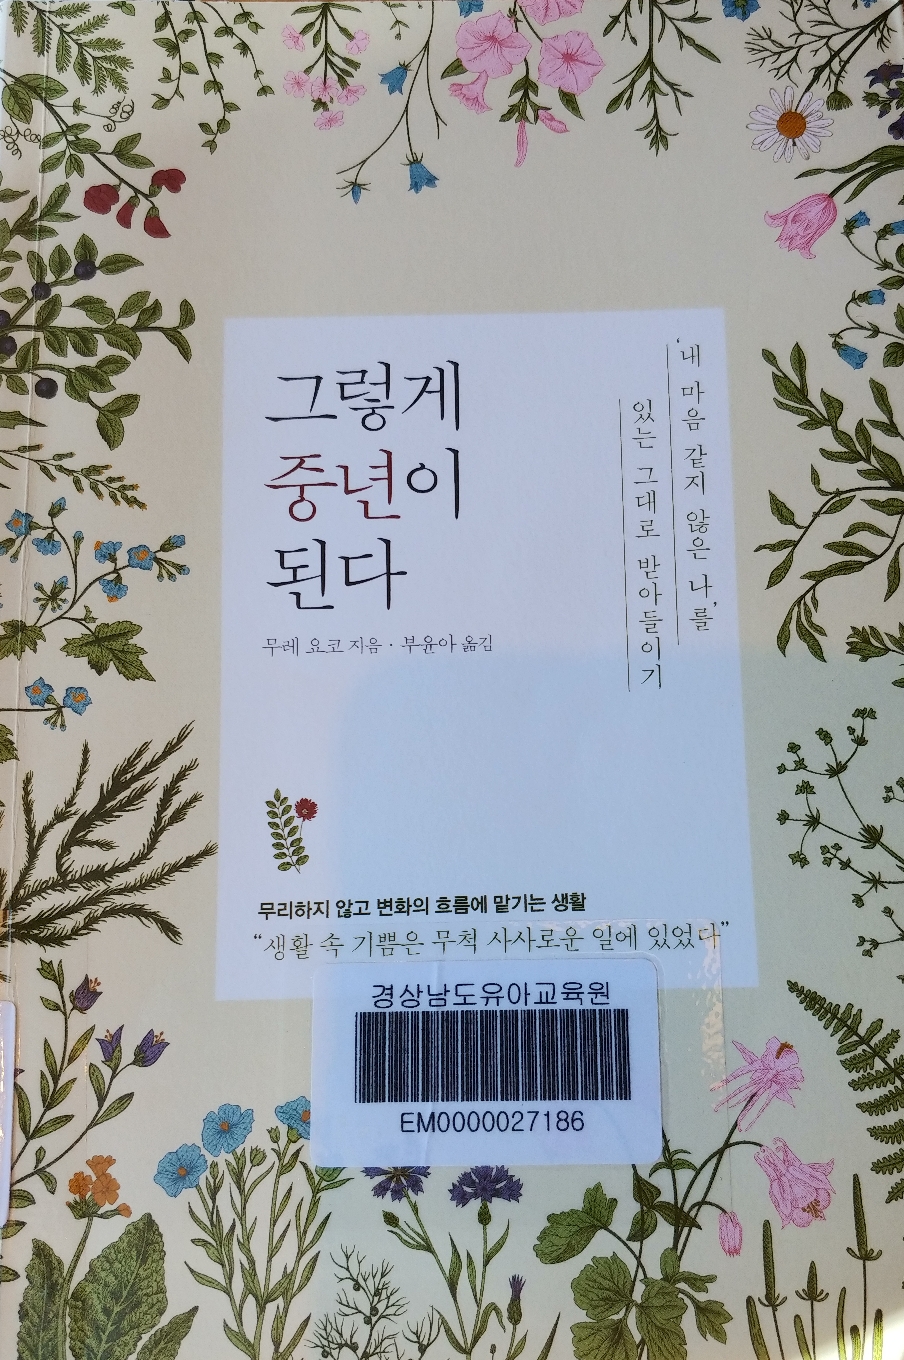 그렇게
중년이
된다
무레 요코 지음 · 부윤아 옮김
‘내 마음 같지 않은 나’를
있는 그대로 받아들이기
무리하지 않고 변화의 흐름에 맡기는 생활
“생활 속 기쁨은 무척 사사로운 일에 있었다”
경상남도유아교육원
EM0000027186